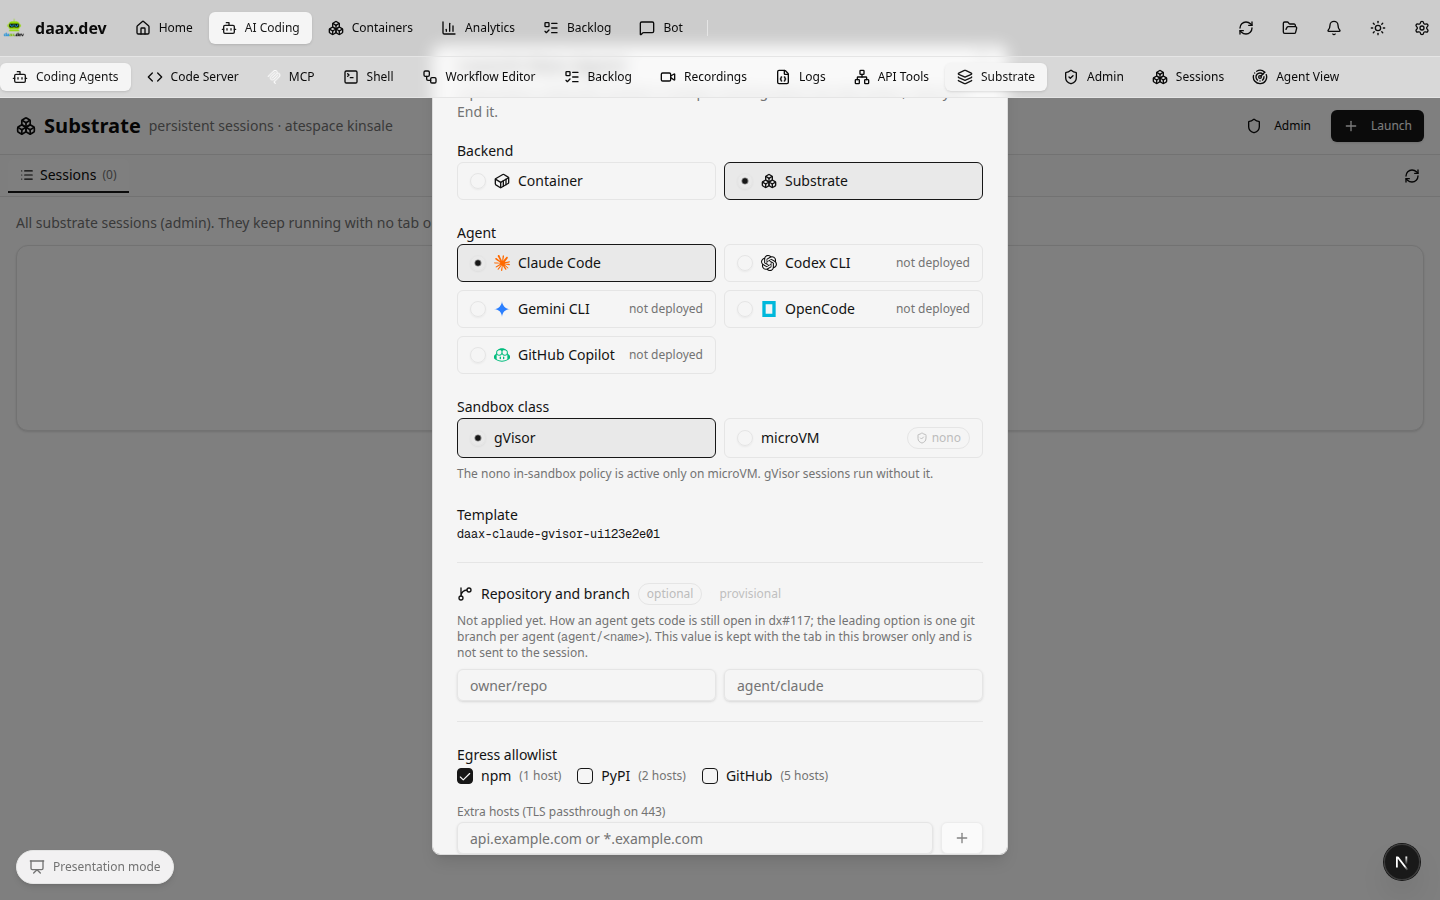 daax.dev Home AI Coding Containers Analytics Backlog Bot
Coding Agents Code Server MCP Shell Workflow Editor Backlog Recordings Logs API Tools Substrate Admin Sessions Agent View
End it.
Substrate persistent sessions · atespace kinsale Admin Launch
Sessions (0)
All substrate sessions (admin). They keep running with no tab o
Backend
Container Substrate
Agent
Claude Code Codex CLI not deployed
Gemini CLI not deployed OpenCode not deployed
GitHub Copilot not deployed
Sandbox class
gVisor microVM nono
The nono in-sandbox policy is active only on microVM. gVisor sessions run without it.
Template
daax-claude-gvisor-ui123e2e01
Repository and branch optional provisional
Not applied yet. How an agent gets code is still open in dx#117; the leading option is one git
branch per agent (agent/<name>). This value is kept with the tab in this browser only and is
not sent to the session.
owner/repo agent/claude
Egress allowlist
npm (1 host) PyPI (2 hosts) GitHub (5 hosts)
Extra hosts (TLS passthrough on 443)
api.example.com or *.example.com
Presentation mode
N